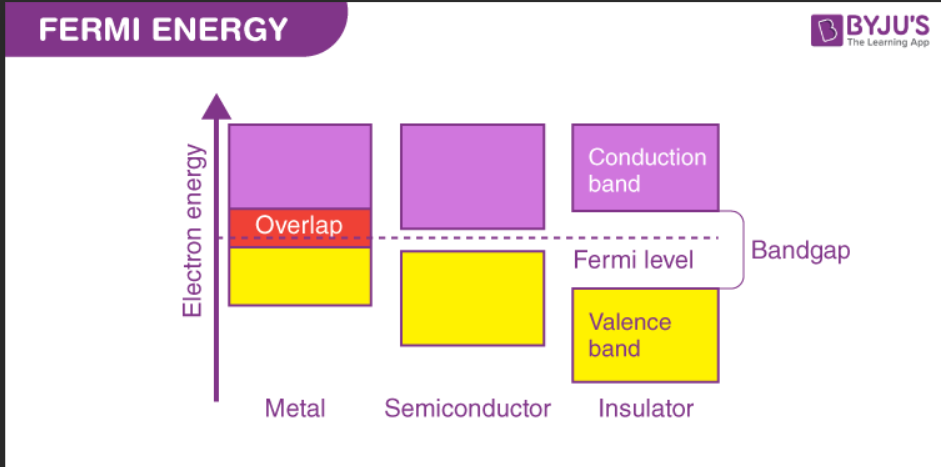 FERMI ENERGY
BYJU'S
The Learning App
Electron energy
Overlap
Conduction
band
Fermi level
Bandgap
Valence
band
Metal
Semiconductor
Insulator